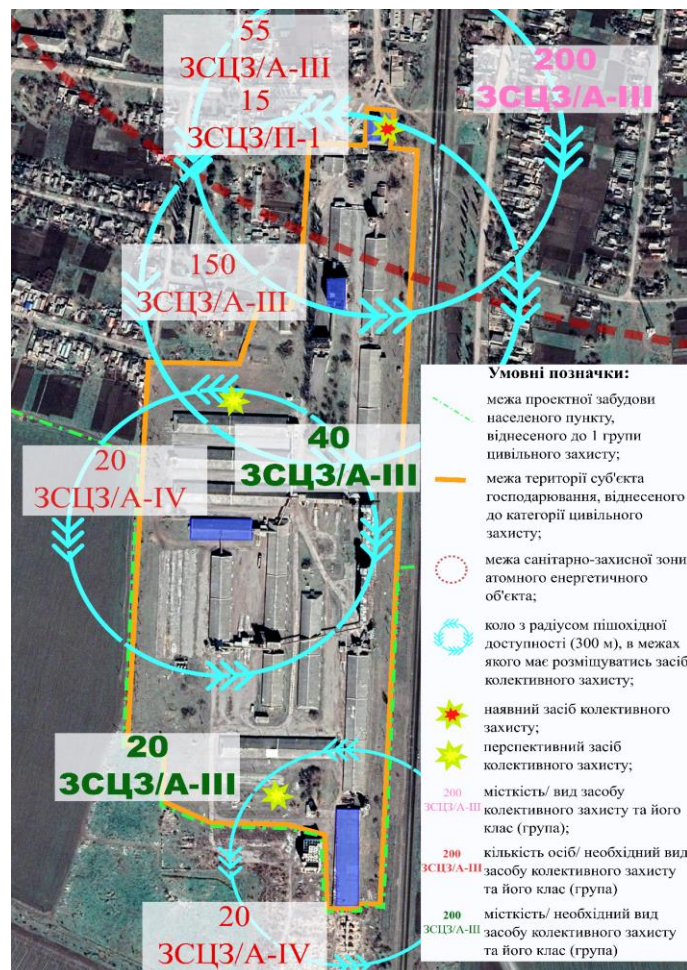 55
ЗСЦЗ/А-ІІІ
15
ЗСЦЗ/П-1
200
ЗСЦЗ/А-ІІІ
150
ЗСЦЗ/А-ІІІ
40
ЗСЦЗ/А-ІІІ
20
ЗСЦЗ/А-IV
20
ЗСЦЗ/А-ІІІ
20
ЗСЦЗ/А-IV
Умовні позначки:
межа проектної забудови
населеного пункту,
віднесеного до 1 групи
цивільного захисту;
межа території суб'єкта
господарювання, віднесеного
до категорії цивільного
захисту;
межа санітарно-захисної зони
атомного енергетичного
об'єкта;
коло з радіусом пішохідної
доступності (300 м), в межах
якого має розміщуватись засіб
колективного захисту;
наявний засіб колективного
захисту;
перспективний засіб
колективного захисту;
200 місткість/ вид засобу
ЗСЦЗ/А-ІІІ колективного захисту та його
клас (група);
200 кількість осіб/ необхідний вид
ЗСЦЗ/А-ІІІ засобу колективного захисту
та його клас (група)
200 місткість/ необхідний вид
ЗСЦЗ/А-ІІІ засобу колективного захисту
та його клас (група)